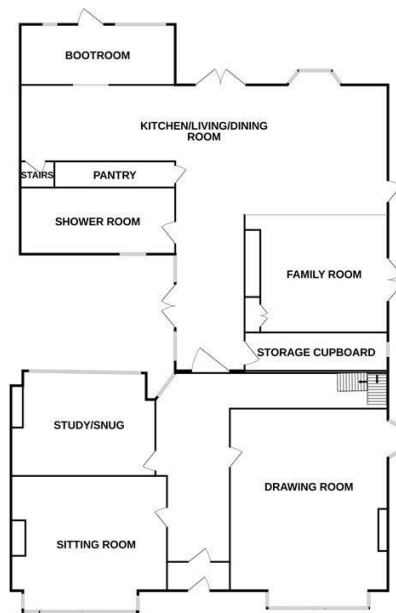 BOOTROOM
KITCHEN/LIVING/DINING
ROOM
STAIRS
PANTRY
SHOWER ROOM
FAMILY ROOM
STORAGE CUPBOARD
STUDY/SNUG
DRAWING ROOM
SITTING ROOM